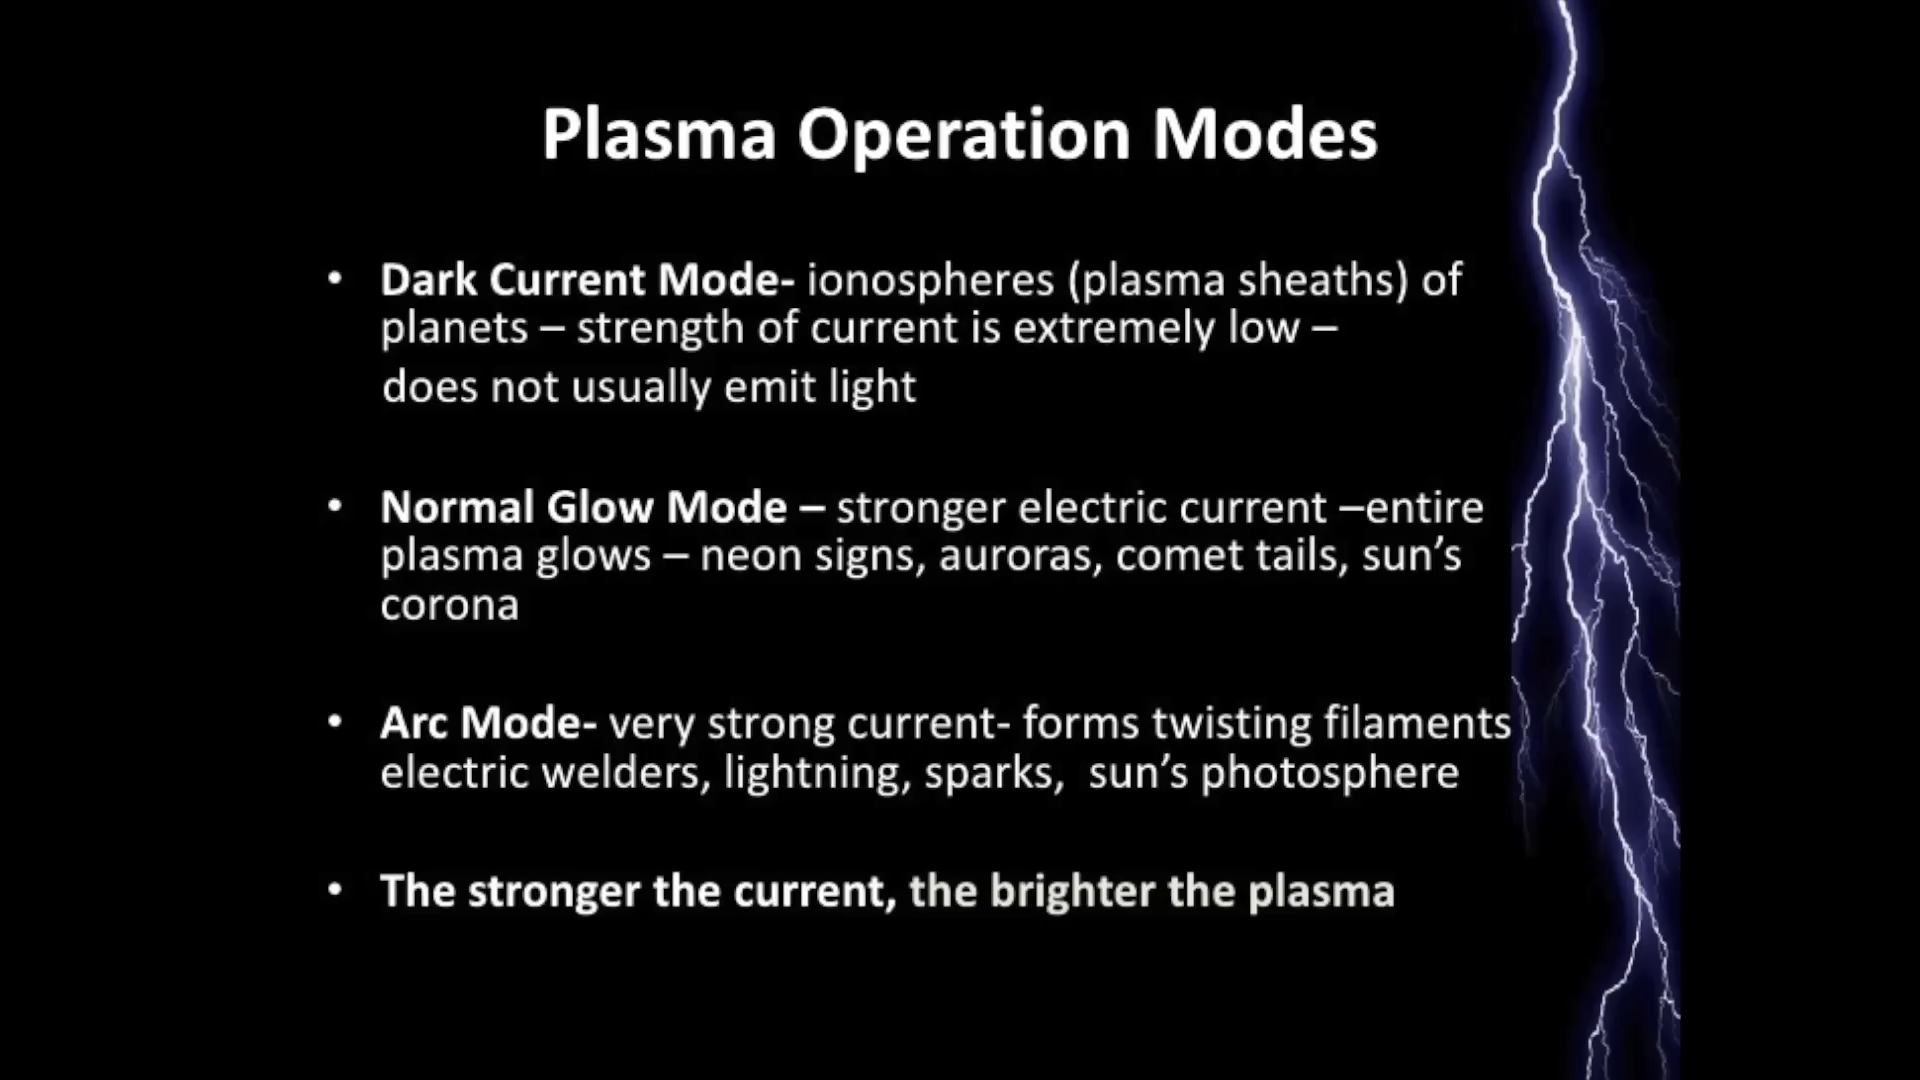 Plasma Operation Modes
• Dark Current Mode- ionospheres (plasma sheaths) of
planets – strength of current is extremely low –
does not usually emit light
• Normal Glow Mode – stronger electric current –entire
plasma glows – neon signs, auroras, comet tails, sun’s
corona
• Arc Mode- very strong current- forms twisting filaments
electric welders, lightning, sparks,  sun’s photosphere
• The stronger the current, the brighter the plasma